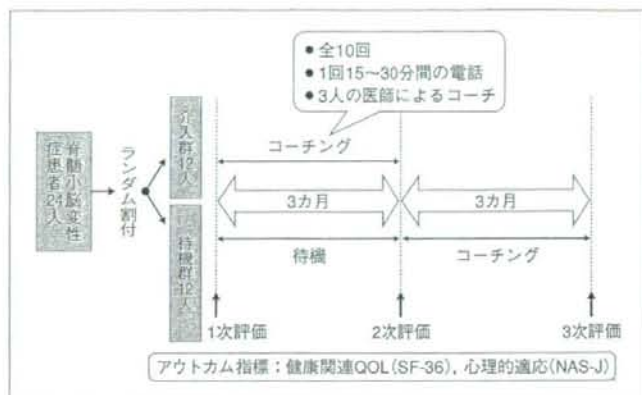 ● 全10回
● 1回15～30分間の電話
● 3人の医師によるコーチ
脊髄小脳変性
症患者24人
ランダム割付
介入群12人
待機群12人
コーチング
3カ月
3カ月
待機
コーチング
1次評価
2次評価
3次評価
アウトカム指標：健康関連QOL(SF-36)，心理的適応(NAS-J)